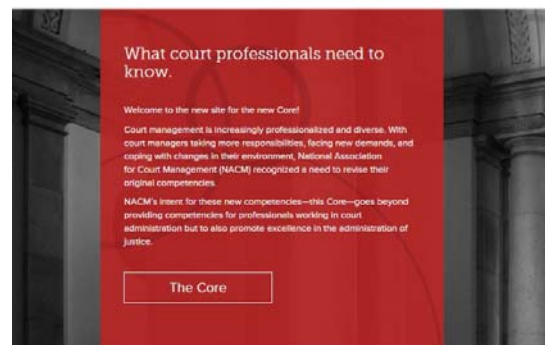 What court professionals need to
know.
Welcome to the new site for the new Core!
Court management is increasingly professionalized and diverse. With
court managers taking more responsibilities, facing new demands, and
coping with changes in their environment, National Association
for Court Management (NACM) recognized a need to revise their
original competencies.
NACM's intent for these new competencies—this Core—goes beyond
providing competencies for professionals working in court
administration but to also promote excellence in the administration of
justice.
The Core